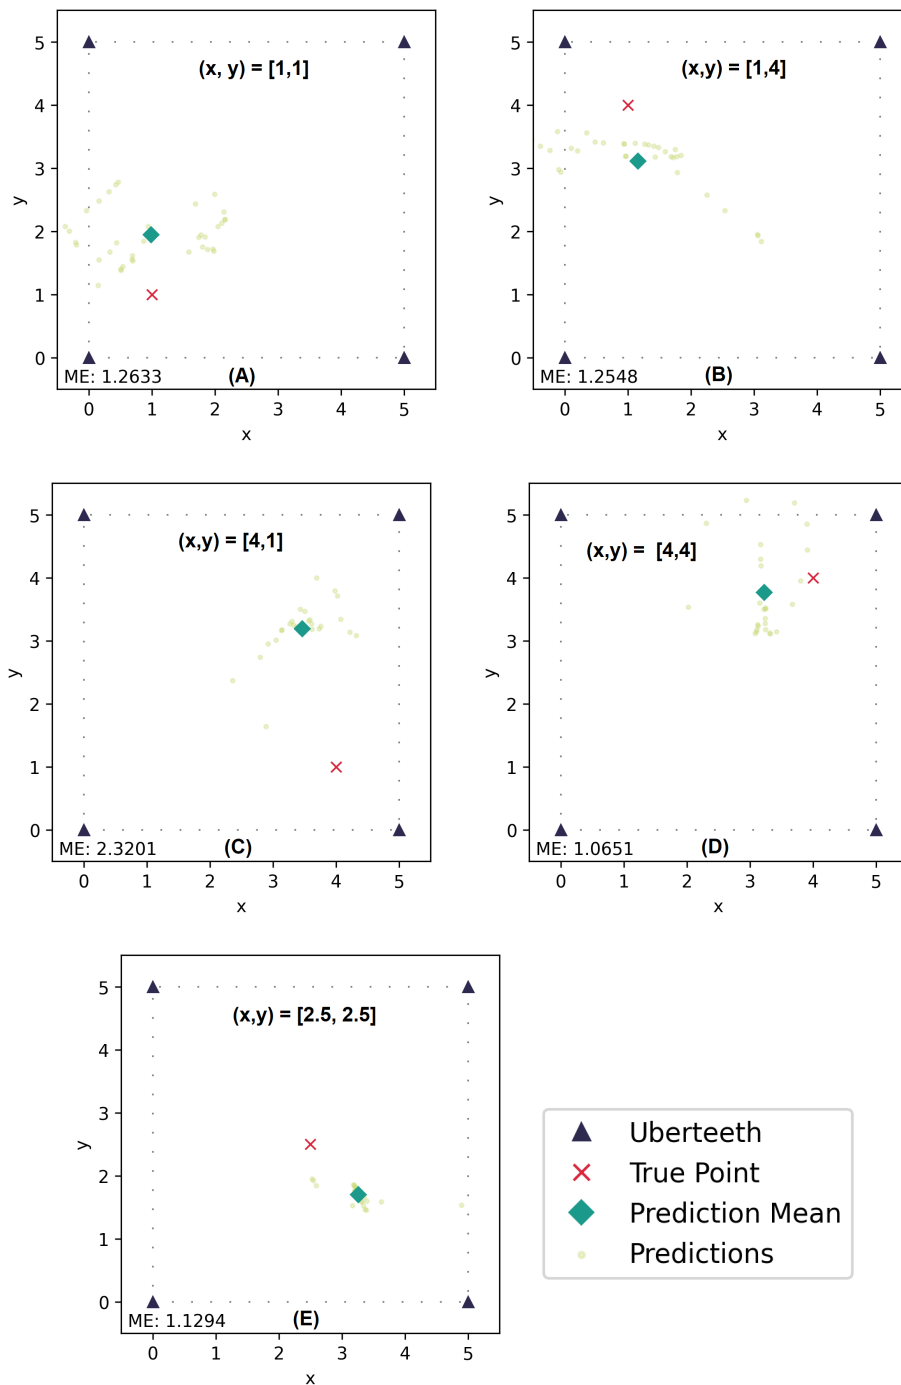 (x, y) = [1,1]
5
4
3
2
1
0
y
ME: 1.2633
(A)
0 1 2 3 4 5
x
(x,y) = [1,4]
5
4
3
2
1
0
y
ME: 1.2548
(B)
0 1 2 3 4 5
x
(x,y) = [4,1]
5
4
3
2
1
0
y
ME: 2.3201
(C)
0 1 2 3 4 5
x
(x,y) = [4,4]
5
4
3
2
1
0
y
ME: 1.0651
(D)
0 1 2 3 4 5
x
(x,y) = [2.5, 2.5]
5
4
3
2
1
0
y
ME: 1.1294
(E)
0 1 2 3 4 5
x
Uberteeth
True Point
Prediction Mean
Predictions